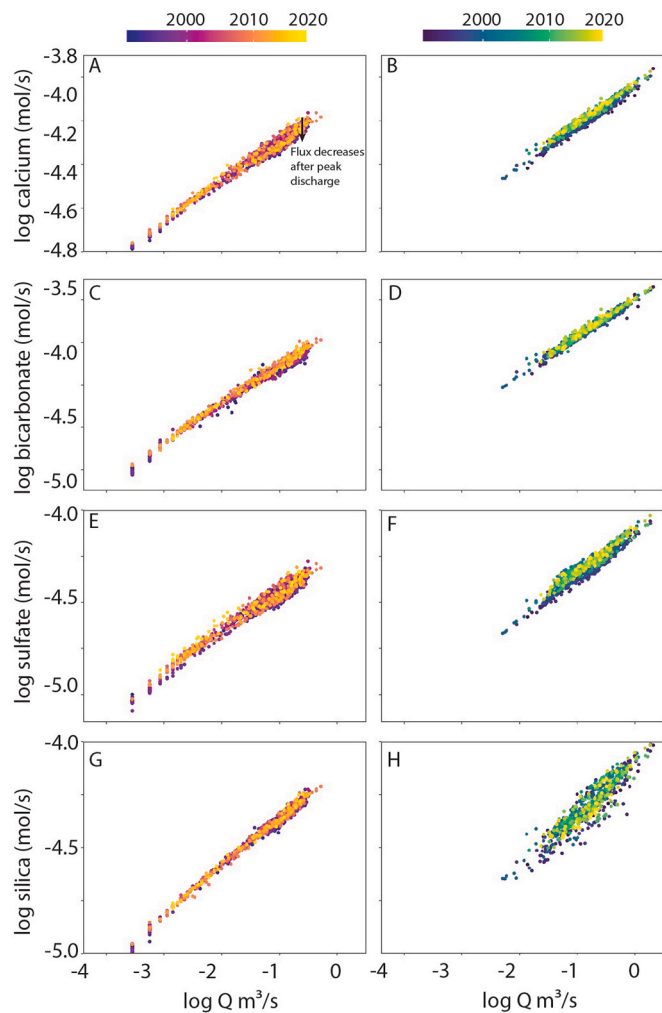 2000 2010 2020
2000 2010 2020
-3.8
-4.0
-4.2
-4.4
-4.6
-4.8
log calcium (mol/s)
A
Flux decreases
after peak
discharge
B
-3.5
-4.0
-4.5
-5.0
log bicarbonate (mol/s)
C
D
-4.0
-4.5
-5.0
log sulfate (mol/s)
E
F
-4.0
-4.5
-5.0
log silica (mol/s)
G
H
-4 -3 -2 -1 0
-4 -3 -2 -1 0
log Q m³/s
log Q m³/s